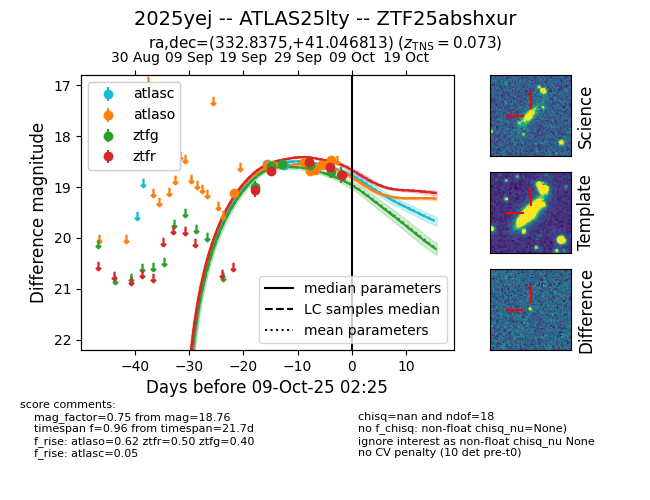 2025yej -- ATLAS25lty -- ZTF25abshxur
ra,dec=(332.8375,+41.046813) (z_TNS = 0.073)
30 Aug 09 Sep 19 Sep 29 Sep 09 Oct 19 Oct
17
18
19
20
21
22
Difference magnitude
atlasc
atlaso
ztfg
ztfr
median parameters
LC samples median
mean parameters
−40 −30 −20 −10 0 10
Days before 09-Oct-25 02:25
Science
Template
Difference
score comments:
mag_factor=0.75 from mag=18.76
timespan f=0.96 from timespan=21.7d
f_rise: atlaso=0.62 ztfr=0.50 ztfg=0.40
f_rise: atlasc=0.05
chisq=nan and ndof=18
no f_chisq: non-float chisq_nu=None)
ignore interest as non-float chisq_nu None
no CV penalty (10 det pre-t0)